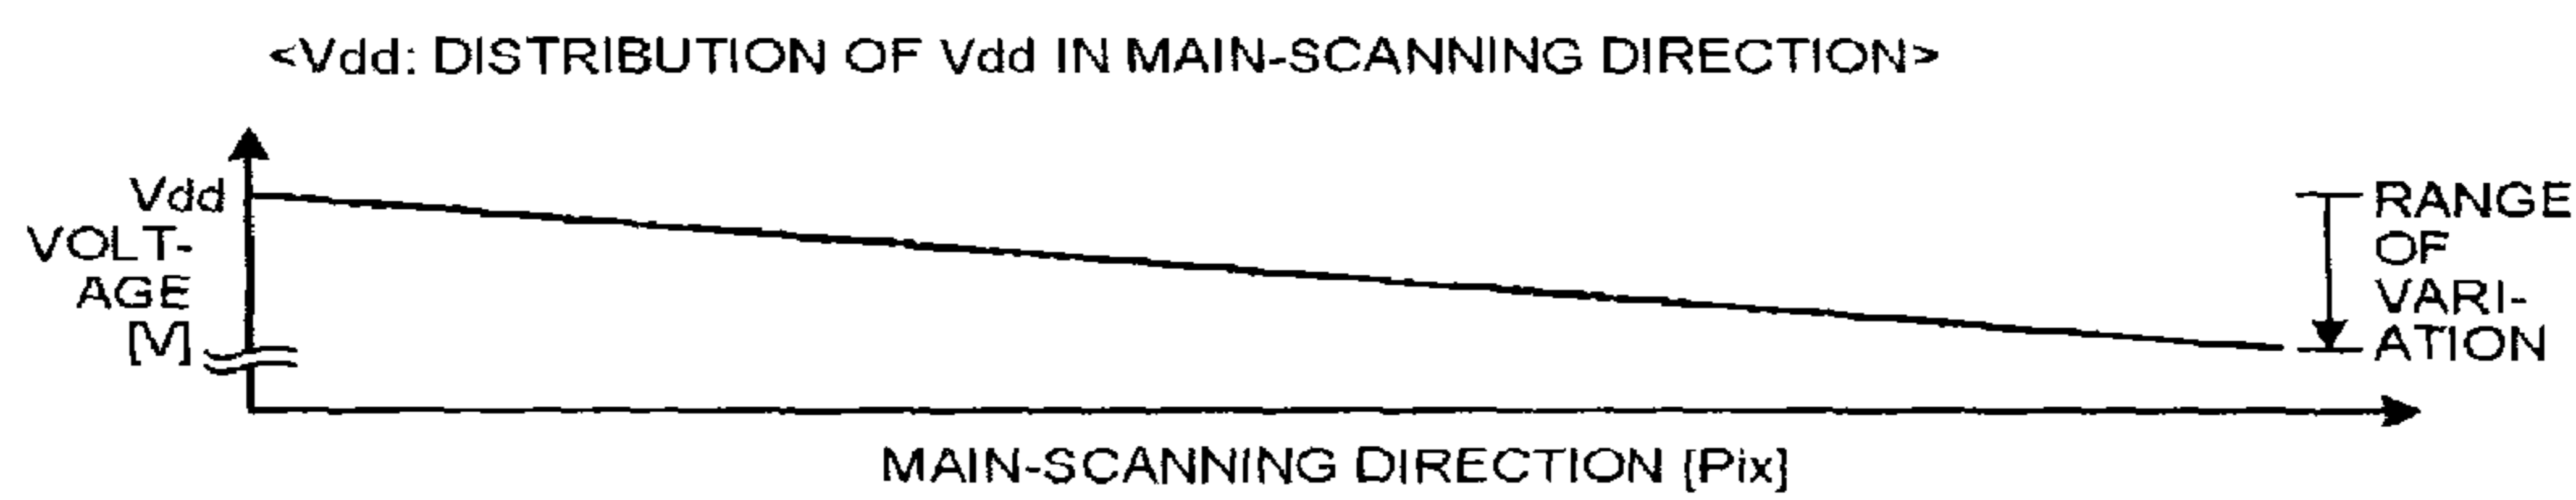 <Vdd: DISTRIBUTION OF Vdd IN MAIN-SCANNING DIRECTION>
Vdd
VOLT-
AGE
[V]
RANGE
OF
VARI-
ATION
MAIN-SCANNING DIRECTION [Pix]